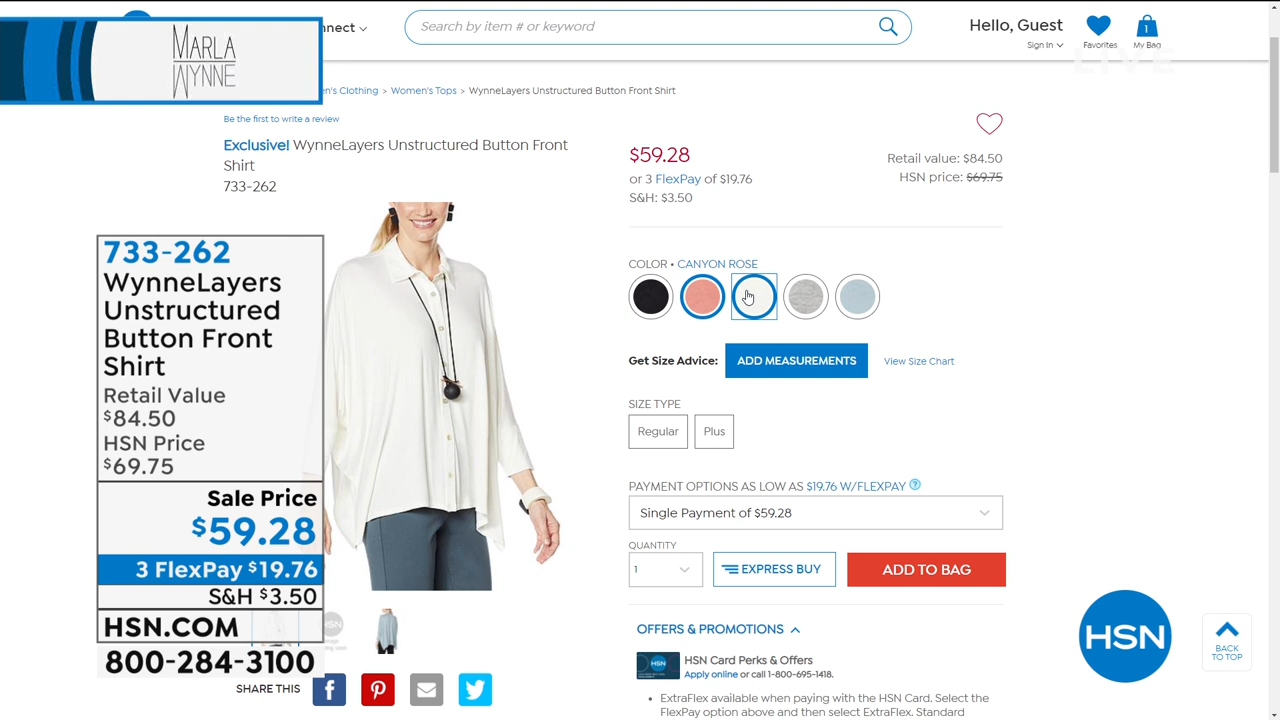 MARLA
WYNNE
nnect
Search by item # or keyword
Hello, Guest
Sign In
Favorites
1
My Bag
LIVE
en's Clothing > Women's Tops > WynneLayers Unstructured Button Front Shirt
Be the first to write a review
Exclusive! WynneLayers Unstructured Button Front
Shirt
733-262
$59.28
or 3 FlexPay of $19.76
S&H: $3.50
Retail value: $84.50
HSN price: $69.75
COLOR • CANYON ROSE
Get Size Advice: ADD MEASUREMENTS View Size Chart
SIZE TYPE
Regular Plus
PAYMENT OPTIONS AS LOW AS $19.76 W/FLEXPAY ?
Single Payment of $59.28
QUANTITY
1
EXPRESS BUY
ADD TO BAG
OFFERS & PROMOTIONS
HSN
HSN Card Perks & Offers
Apply online or call 1-800-695-1418.
• ExtraFlex available when paying with the HSN Card. Select the
FlexPay option above and then select ExtraFlex. Standard
733-262
WynneLayers
Unstructured
Button Front
Shirt
Retail Value
$84.50
HSN Price
$69.75
Sale Price
$59.28
3 FlexPay $19.76
S&H $3.50
HSN.COM
800-284-3100
HSN
SHARE THIS
HSN
BACK
TO TOP